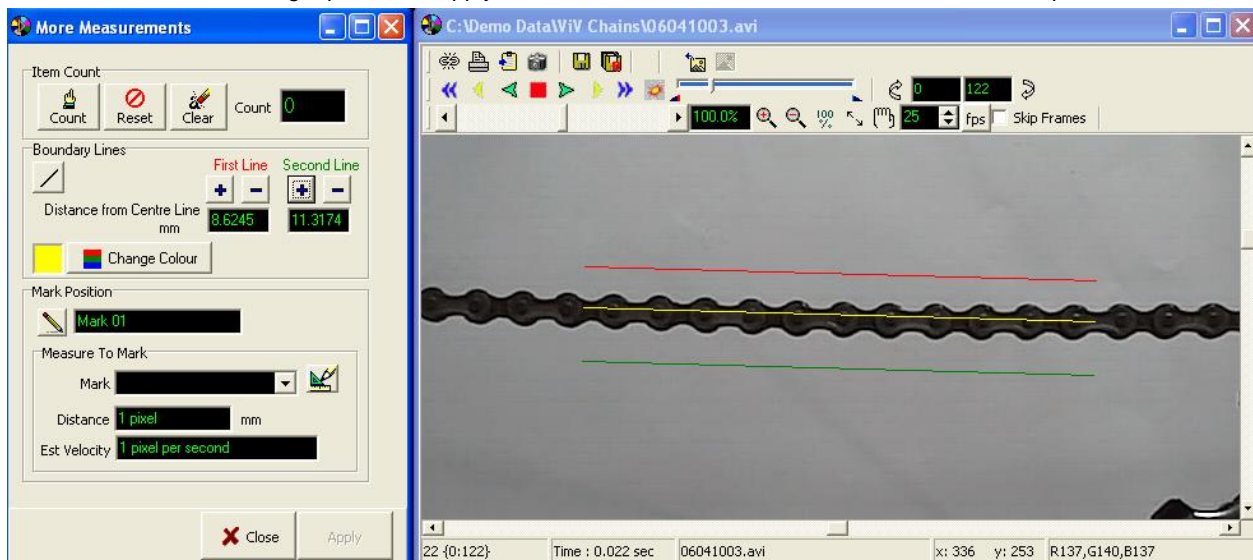 More Measurements
Item Count
Count Reset Clear Count 0
Boundary Lines
First Line Second Line
+ - + -
Distance from Centre Line
mm
8.6245 11.3174
Change Colour
Mark Position
Mark 01
Measure To Mark
Mark
Distance 1 pixel mm
Est Velocity 1 pixel per second
Close Apply
C:\Demo Data\ViV Chains\06041003.avi
0 122
100.0% 100 % 25 fps Skip Frames
22 {0:122} Time : 0.022 sec 06041003.avi x: 336 y: 253 R137,G140,B137